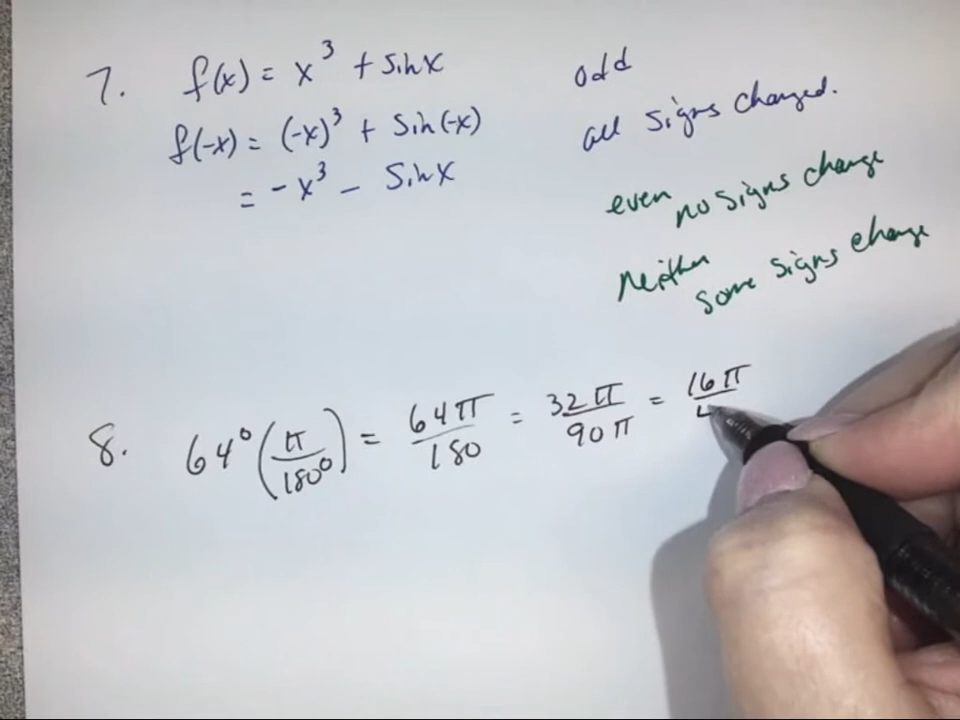 7. f(x) = x³ + sin x
odd
f(-x) = (-x)³ + sin(-x)
all signs changed.
= -x³ - sin x
even no signs change
Neither some signs change
8. 64° (π/180°) = 64π/180 = 32π/90π = 16π/